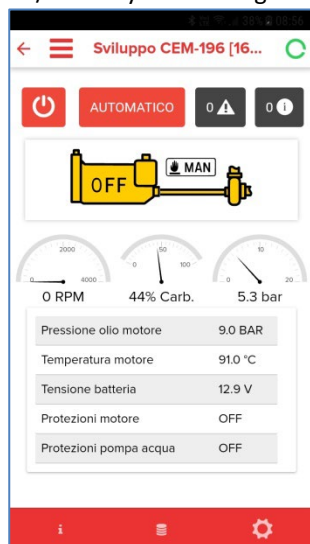 38% 08:56
Sviluppo CEM-196 [16...
AUTOMATICO
0
0
MAN
OFF
2000
0
4000
50
0
100
10
0
20
0 RPM
44% Carb.
5.3 bar
Pressione olio motore 9.0 BAR
Temperatura motore 91.0 °C
Tensione batteria 12.9 V
Protezioni motore OFF
Protezioni pompa acqua OFF